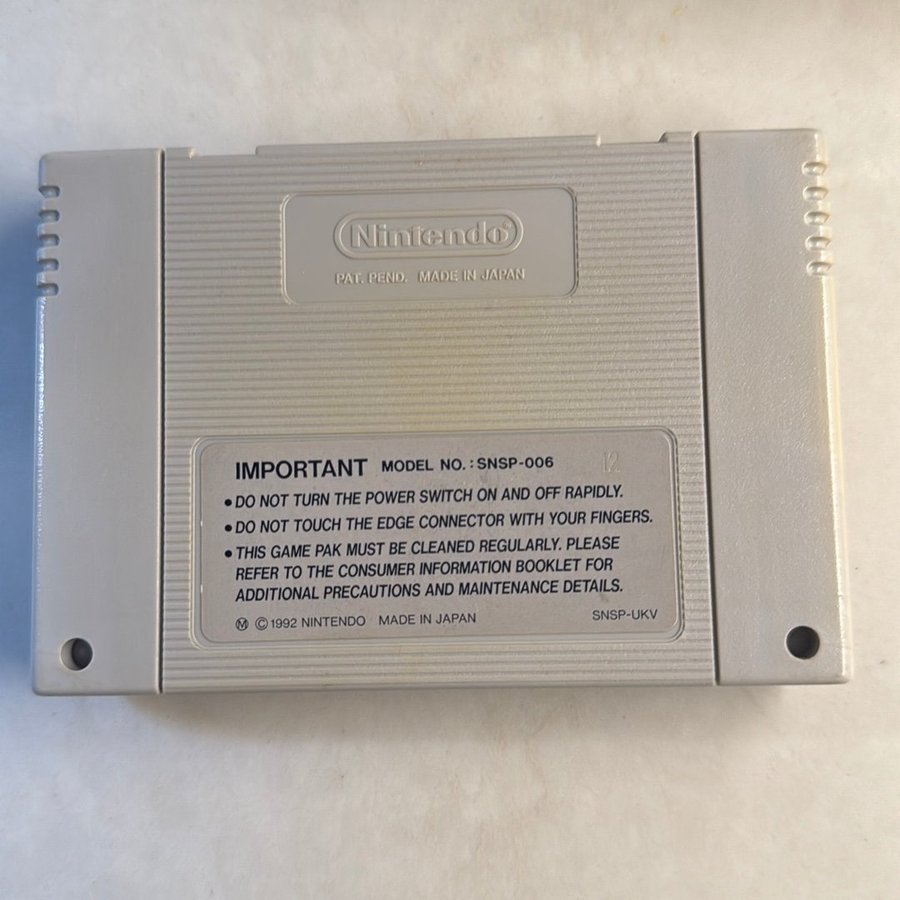 Nintendo®
PAT. PEND. MADE IN JAPAN
IMPORTANT MODEL NO. : SNSP-006 12
• DO NOT TURN THE POWER SWITCH ON AND OFF RAPIDLY.
• DO NOT TOUCH THE EDGE CONNECTOR WITH YOUR FINGERS.
• THIS GAME PAK MUST BE CLEANED REGULARLY. PLEASE
REFER TO THE CONSUMER INFORMATION BOOKLET FOR
ADDITIONAL PRECAUTIONS AND MAINTENANCE DETAILS.
Ⓜ ©1992 NINTENDO MADE IN JAPAN SNSP-UKV